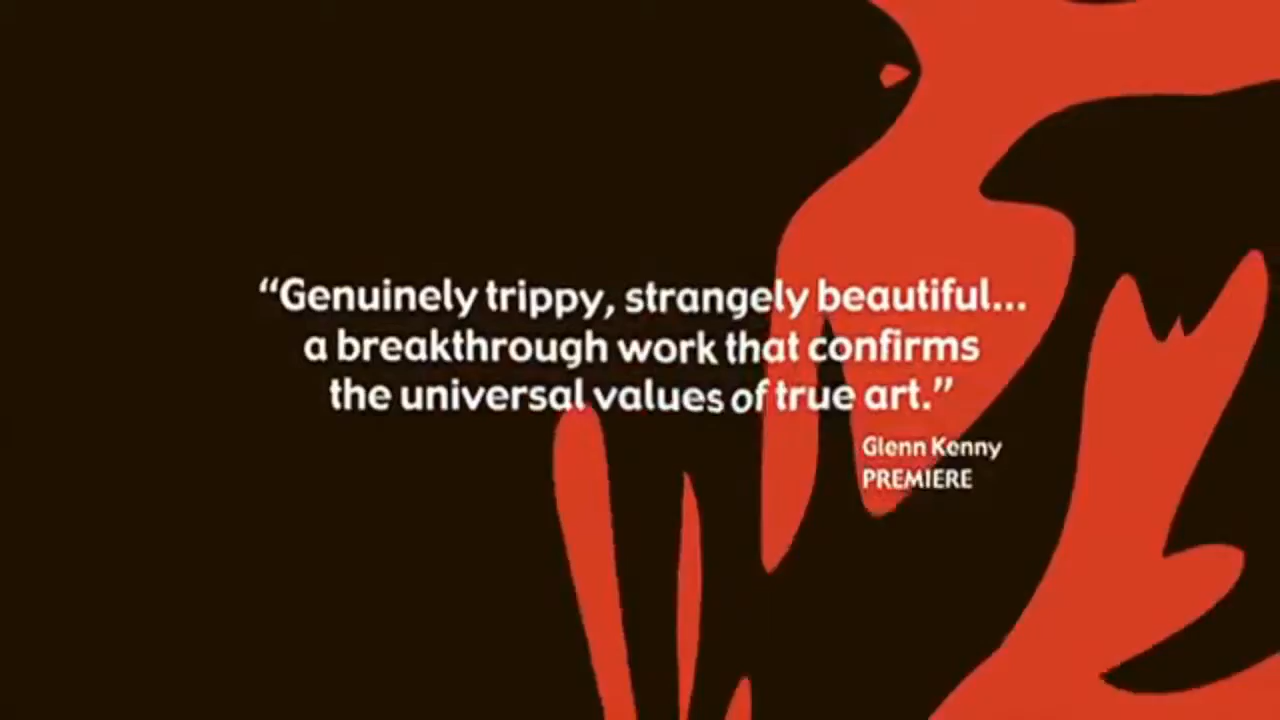 “Genuinely trippy, strangely beautiful...
a breakthrough work that confirms
the universal values of true art.”
Glenn Kenny
PREMIERE